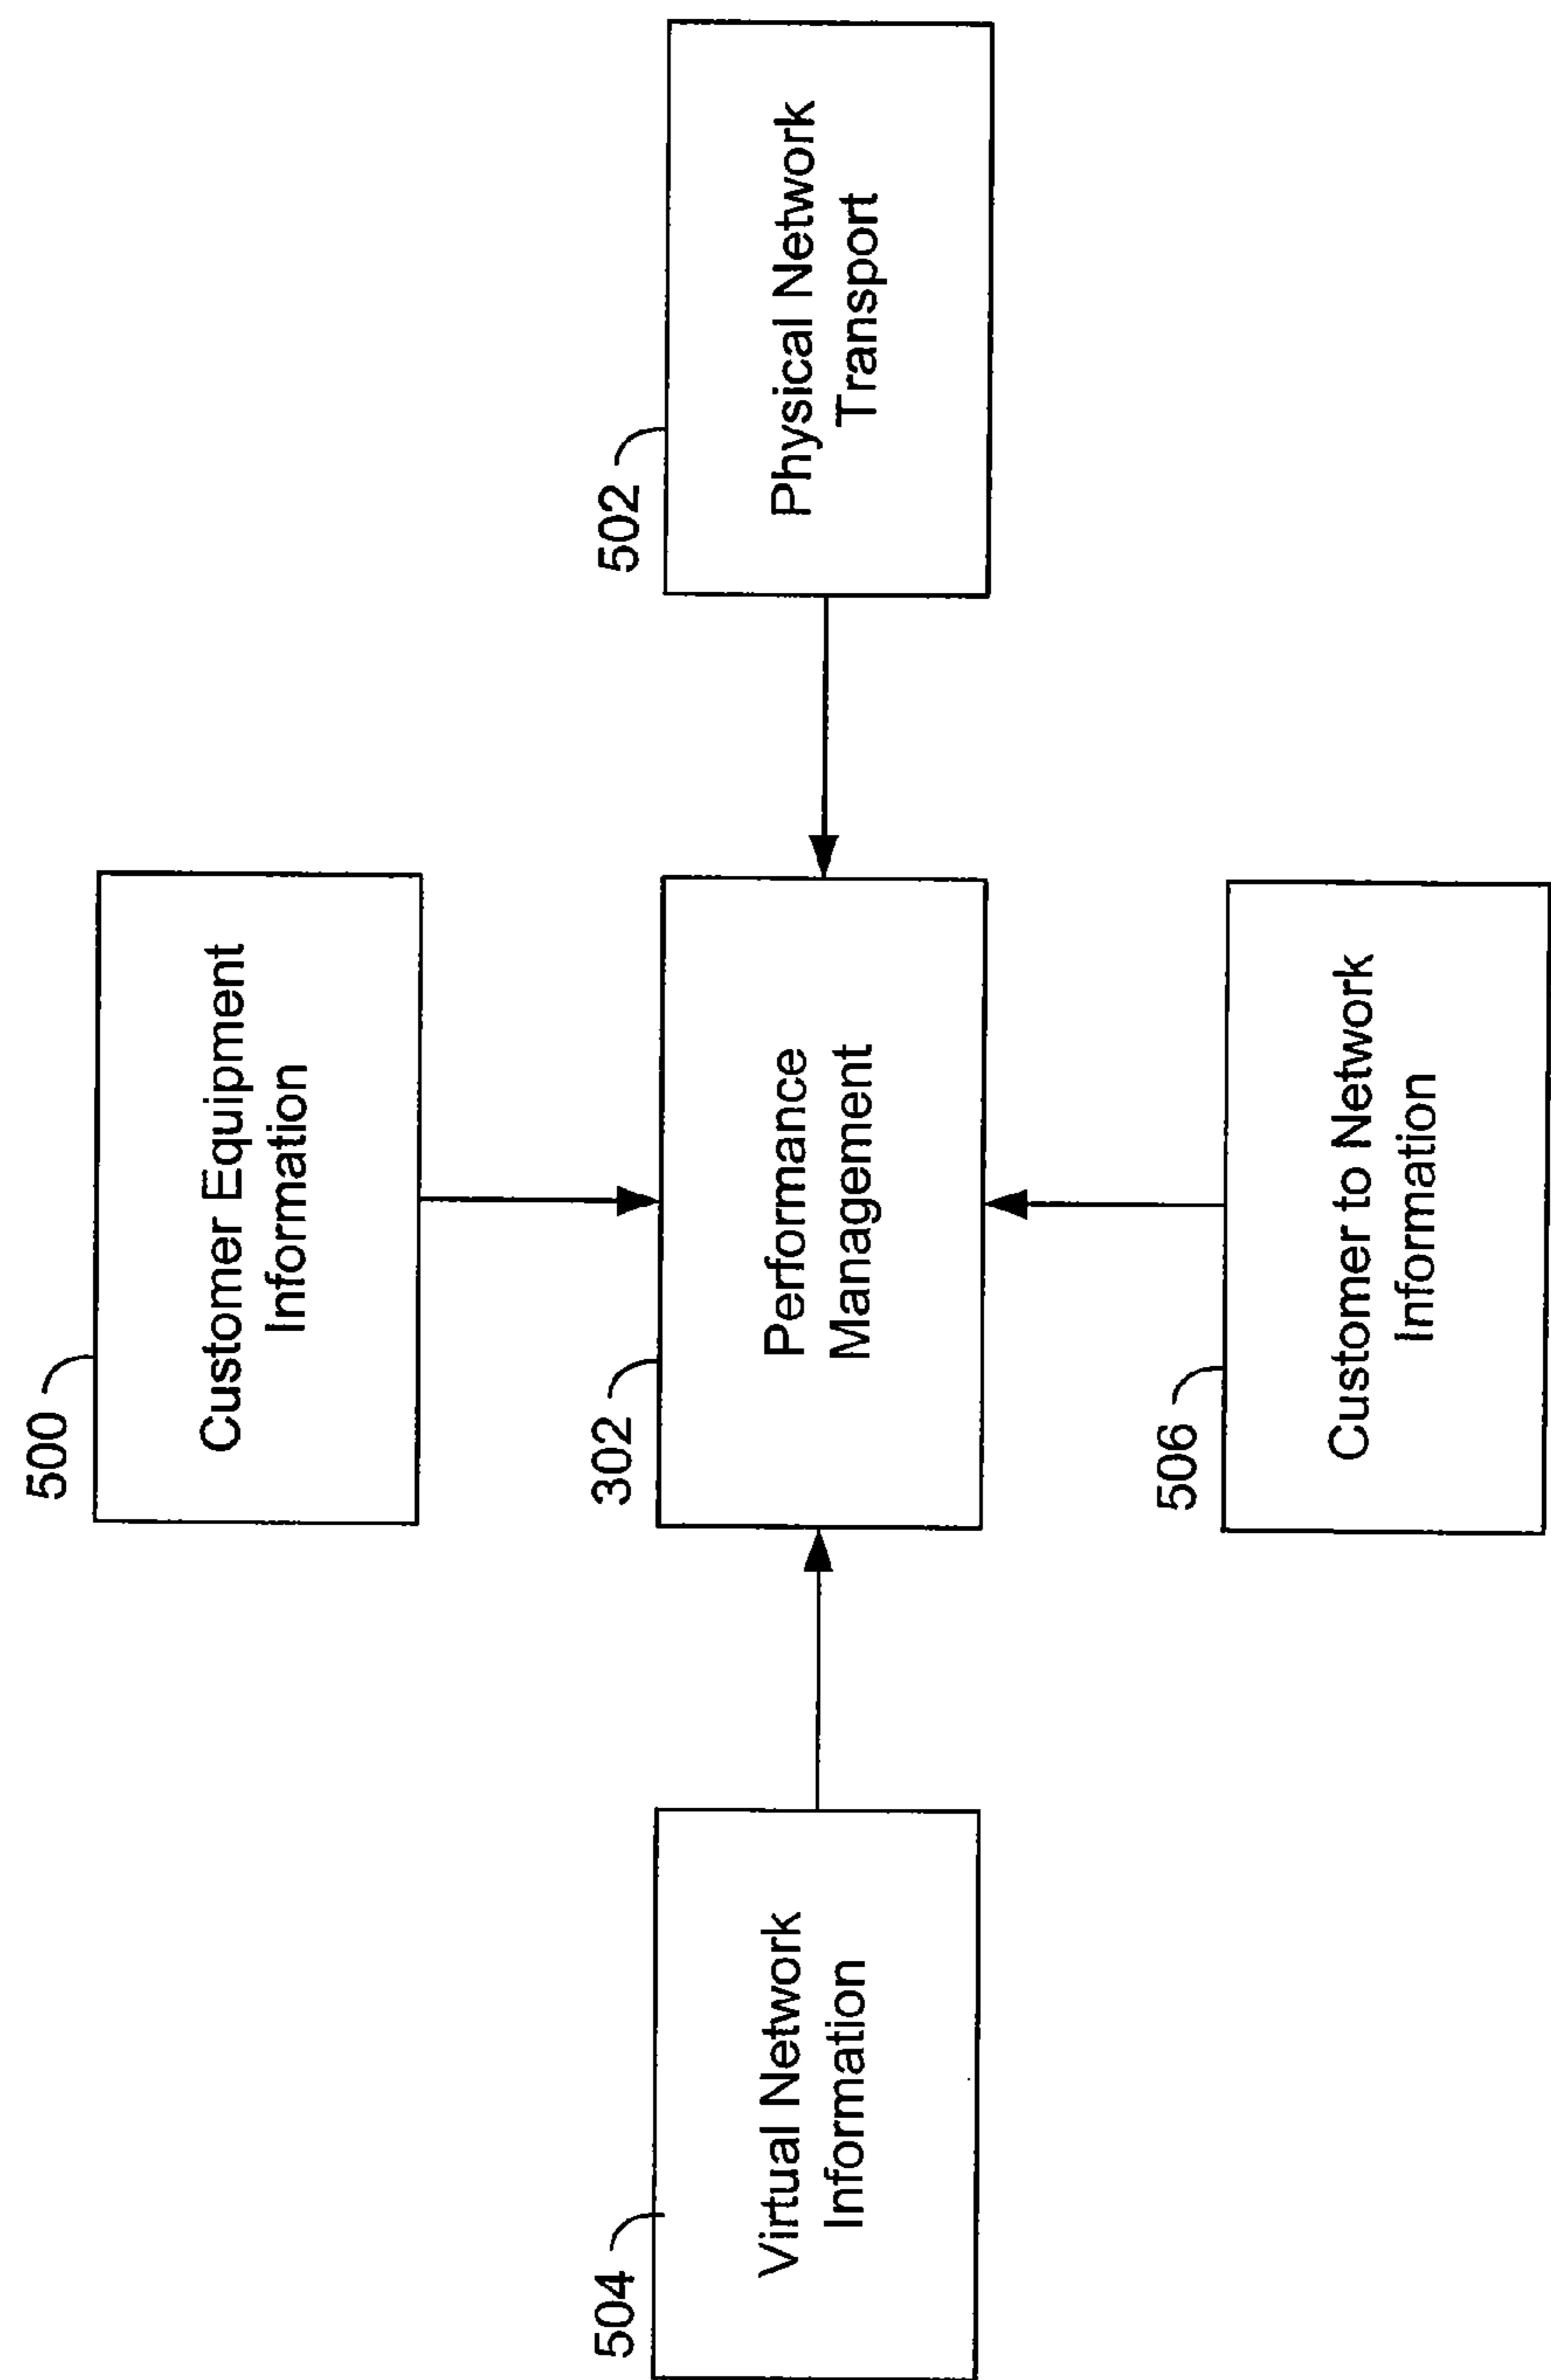 500
Customer Equipment
Information
504
Virtual Network
Information
302
Performance
Management
502
Physical Network
Transport
506
Customer to Network
Information